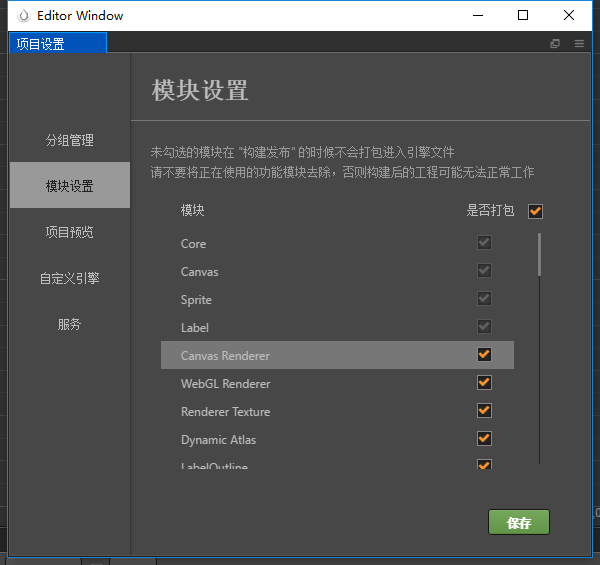 Editor Window
项目设置
模块设置
未勾选的模块在 "构建发布" 的时候不会打包进入引擎文件
请不要将正在使用的功能模块去除，否则构建后的工程可能无法正常工作
分组管理
模块设置
项目预览
自定义引擎
服务
模块 是否打包
Core
Canvas
Sprite
Label
Canvas Renderer
WebGL Renderer
Renderer Texture
Dynamic Atlas
LabelOutline
保存